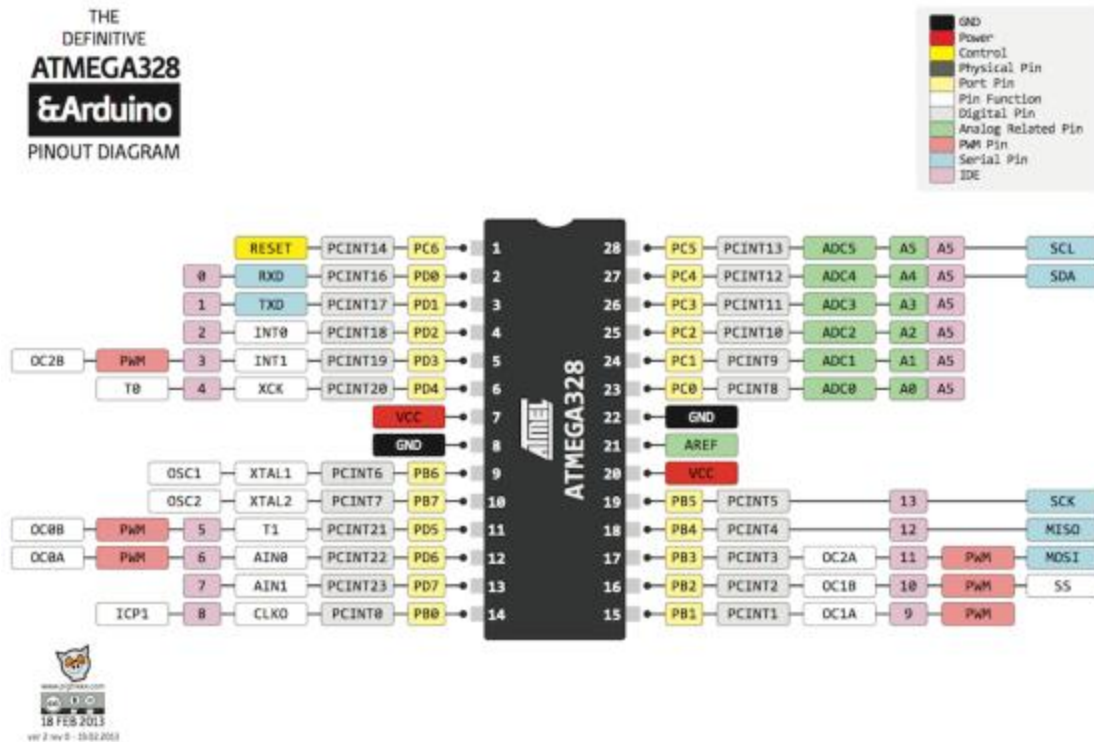 THE
DEFINITIVE
ATMEGA328
&Arduino
PINOUT DIAGRAM
GND
Power
Control
Physical Pin
Port Pin
Pin Function
Digital Pin
Analog Related Pin
PWM Pin
Serial Pin
IDE
RESET PCINT14 PC6 1 28 PC5 PCINT13 ADC5 A5 A5 SCL
0 RXD PCINT16 PD0 2 27 PC4 PCINT12 ADC4 A4 A5 SDA
1 TXD PCINT17 PD1 3 26 PC3 PCINT11 ADC3 A3 A5
2 INT0 PCINT18 PD2 4 25 PC2 PCINT10 ADC2 A2 A5
OC2B PWM 3 INT1 PCINT19 PD3 5 24 PC1 PCINT9 ADC1 A1 A5
T0 4 XCK PCINT20 PD4 6 23 PC0 PCINT8 ADC0 A0 A5
VCC 7 22 GND
GND 8 21 AREF
OSC1 XTAL1 PCINT6 PB6 9 20 VCC
OSC2 XTAL2 PCINT7 PB7 10 19 PB5 PCINT5 13 SCK
OC0B PWM 5 T1 PCINT21 PD5 11 18 PB4 PCINT4 12 MISO
OC0A PWM 6 AIN0 PCINT22 PD6 12 17 PB3 PCINT3 OC2A 11 PWM MOSI
7 AIN1 PCINT23 PD7 13 16 PB2 PCINT2 OC1B 10 PWM SS
ICP1 8 CLKO PCINT0 PB0 14 15 PB1 PCINT1 OC1A 9 PWM
ATMEL
ATMEGA328
18 FEB 2013
ver 2 rev 0 - 19.02.2013